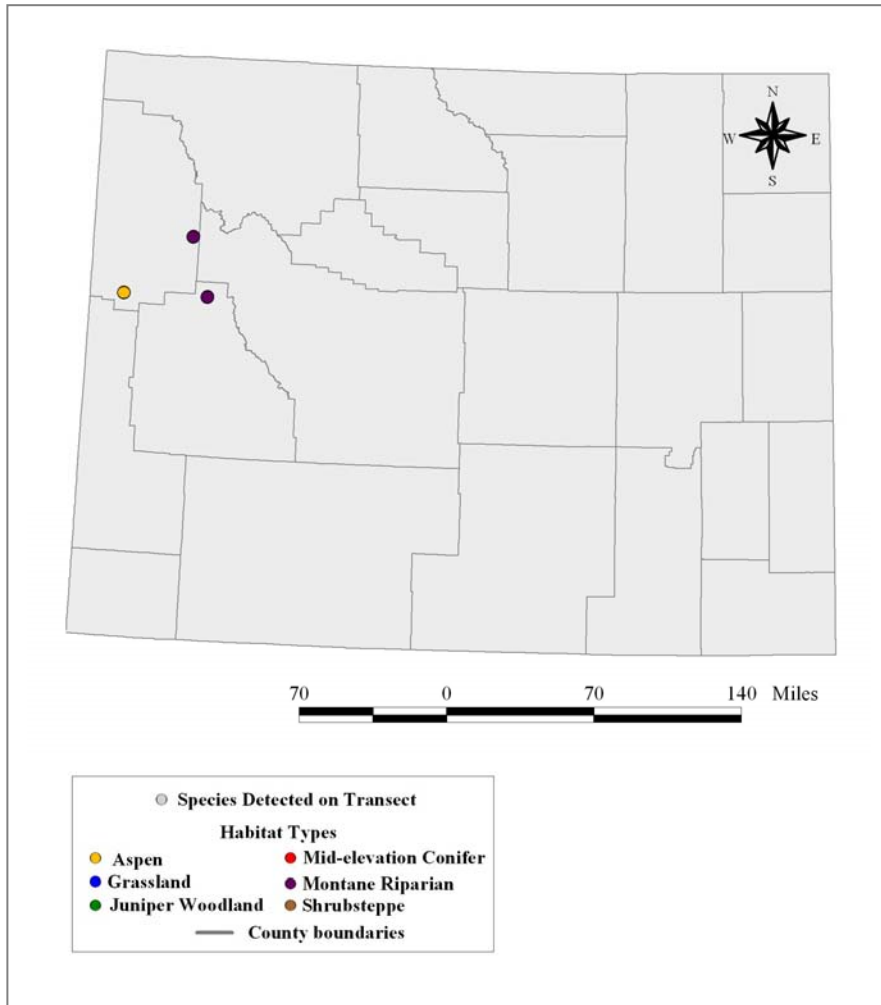 N
W E
S
70 0 70 140 Miles
Species Detected on Transect
Habitat Types
Aspen Mid-elevation Conifer
Grassland Montane Riparian
Juniper Woodland Shrubsteppe
County boundaries